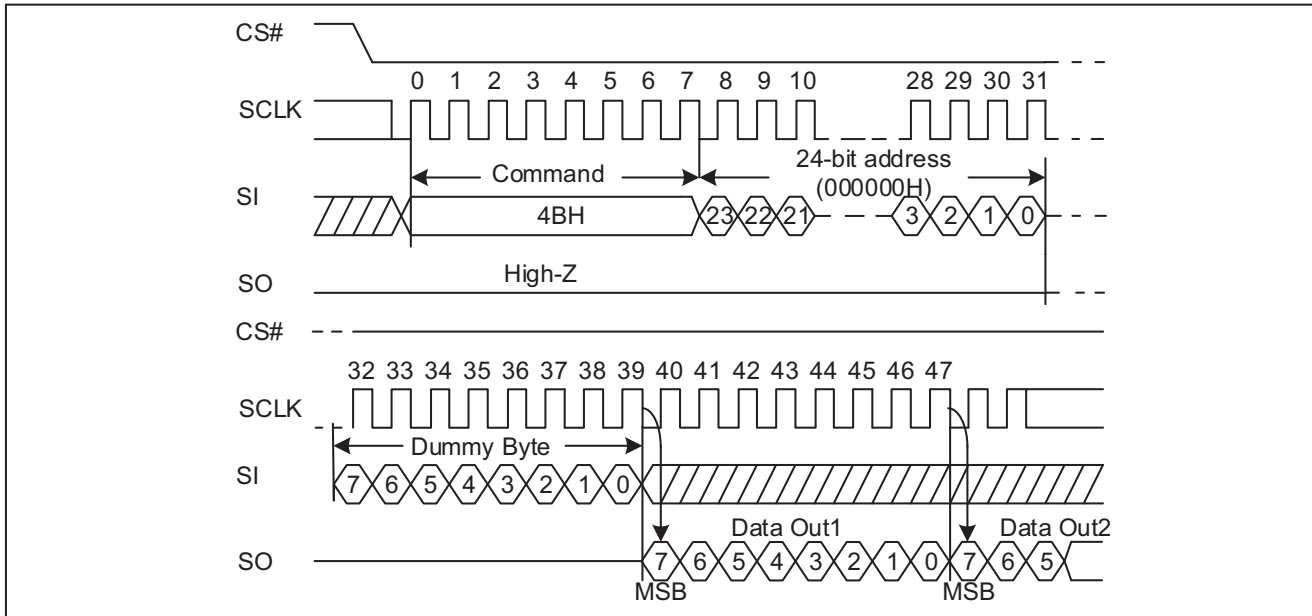 CS#
0 1 2 3 4 5 6 7 8 9 10 28 29 30 31
SCLK
Command
24-bit address
(000000H)
SI
4BH
23 22 21 3 2 1 0
High-Z
SO
CS#
32 33 34 35 36 37 38 39 40 41 42 43 44 45 46 47
SCLK
Dummy Byte
SI
7 6 5 4 3 2 1 0
Data Out1 Data Out2
SO
7 6 5 4 3 2 1 0 7 6 5
MSB MSB